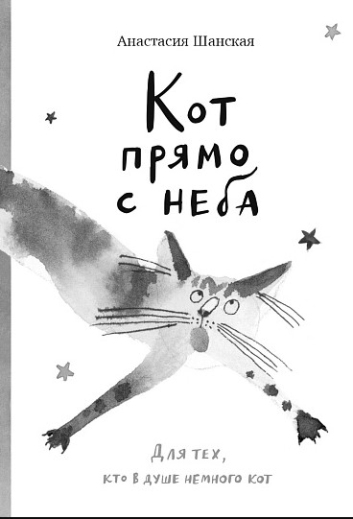 Анастасия Шанская
Кот
прямо
с неба
Для тех,
кто в душе немного кот